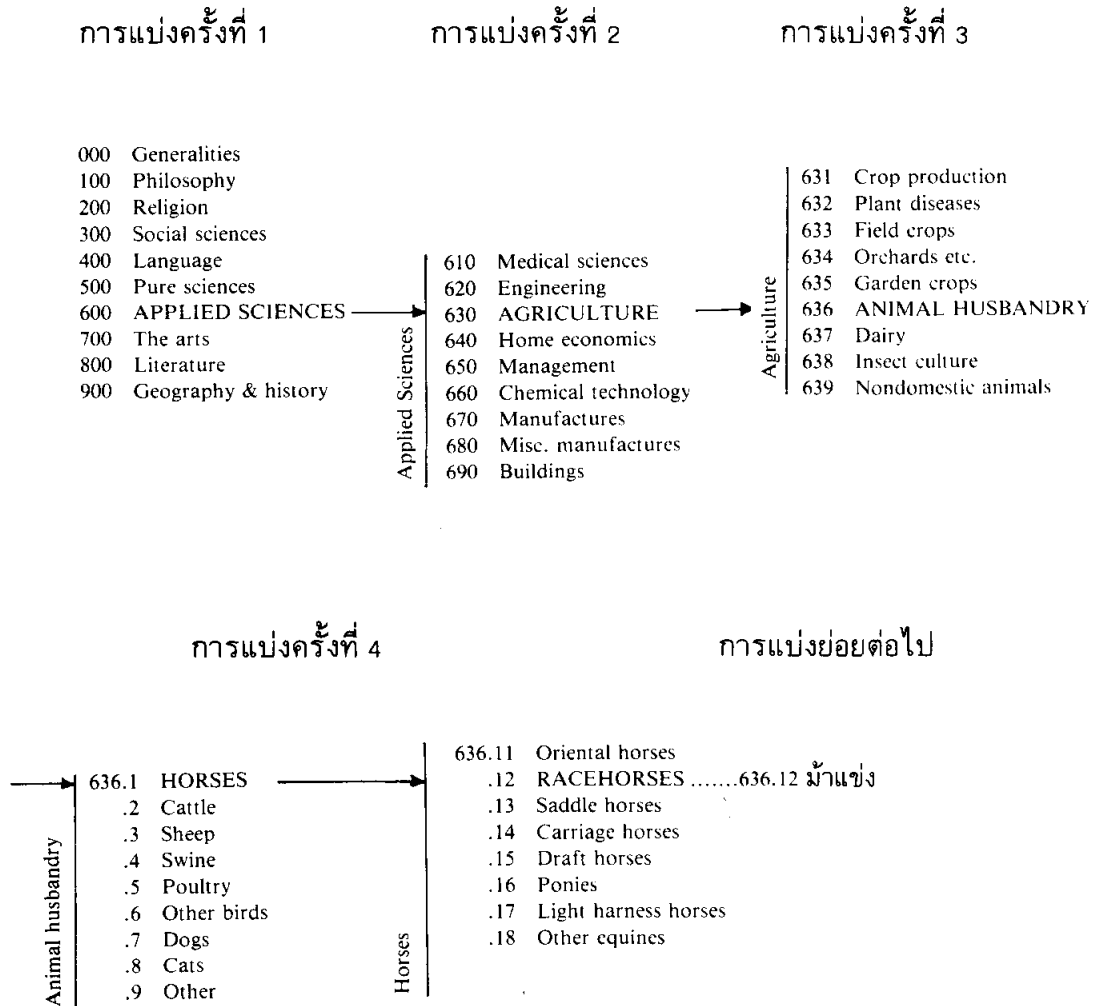 การแบ่งครั้งที่ 1
การแบ่งครั้งที่ 2
การแบ่งครั้งที่ 3
000 Generalities
100 Philosophy
200 Religion
300 Social sciences
400 Language
500 Pure sciences
600 APPLIED SCIENCES
700 The arts
800 Literature
900 Geography & history
Applied Sciences
610 Medical sciences
620 Engineering
630 AGRICULTURE
640 Home economics
650 Management
660 Chemical technology
670 Manufactures
680 Misc. manufactures
690 Buildings
Agriculture
631 Crop production
632 Plant diseases
633 Field crops
634 Orchards etc.
635 Garden crops
636 ANIMAL HUSBANDRY
637 Dairy
638 Insect culture
639 Nondomestic animals
การแบ่งครั้งที่ 4
การแบ่งย่อยต่อไป
Animal husbandry
636.1 HORSES
.2 Cattle
.3 Sheep
.4 Swine
.5 Poultry
.6 Other birds
.7 Dogs
.8 Cats
.9 Other
Horses
636.11 Oriental horses
.12 RACEHORSES .......636.12 ม้าแข่ง
.13 Saddle horses
.14 Carriage horses
.15 Draft horses
.16 Ponies
.17 Light harness horses
.18 Other equines